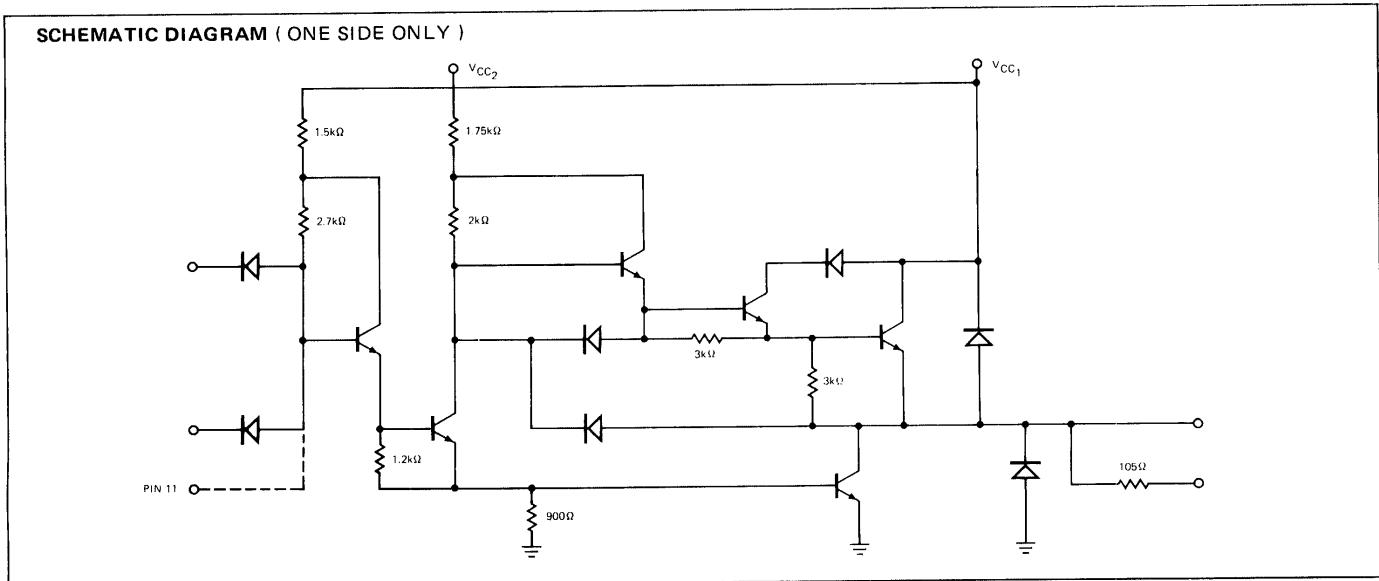 SCHEMATIC DIAGRAM ( ONE SIDE ONLY )
VCC2
VCC1
1.5kΩ
1.75kΩ
2.7kΩ
2kΩ
3kΩ
3kΩ
1.2kΩ
105Ω
PIN 11
900Ω